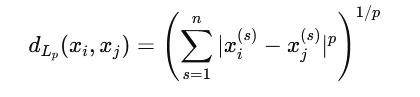 d_{L_p}(x_i, x_j) = \left( \sum_{s=1}^{n} |x_i^{(s)} - x_j^{(s)}|^p \right)^{1/p}